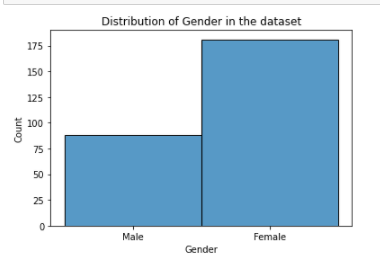 Distribution of Gender in the dataset
175
150
125
100
75
50
25
0
Count
Male Female
Gender